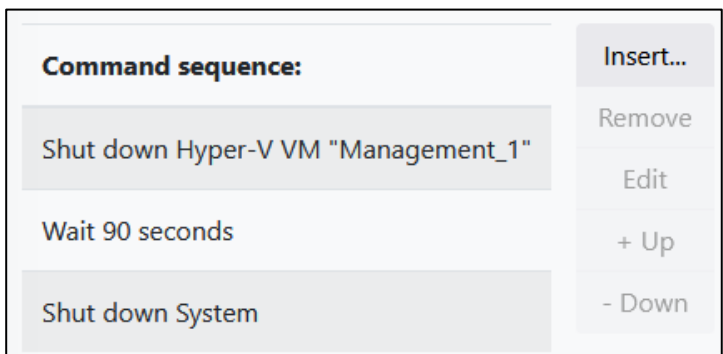 Command sequence:
Shut down Hyper-V VM "Management_1"
Wait 90 seconds
Shut down System
Insert...
Remove
Edit
+ Up
- Down